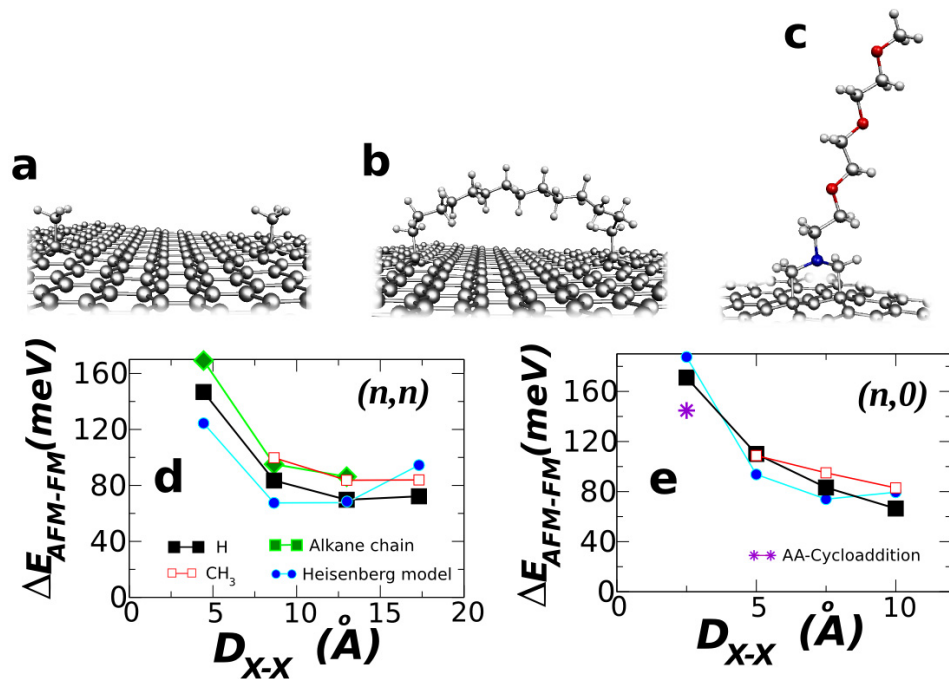 a
b
c
ΔE_AFM-FM (meV)
160
120
80
40
0
(n,n)
d
H
Alkane chain
CH₃
Heisenberg model
0 5 10 15 20
D_X-X (Å)
ΔE_AFM-FM (meV)
160
120
80
40
0
(n,0)
e
AA-Cycloaddition
0 5 10
D_X-X (Å)